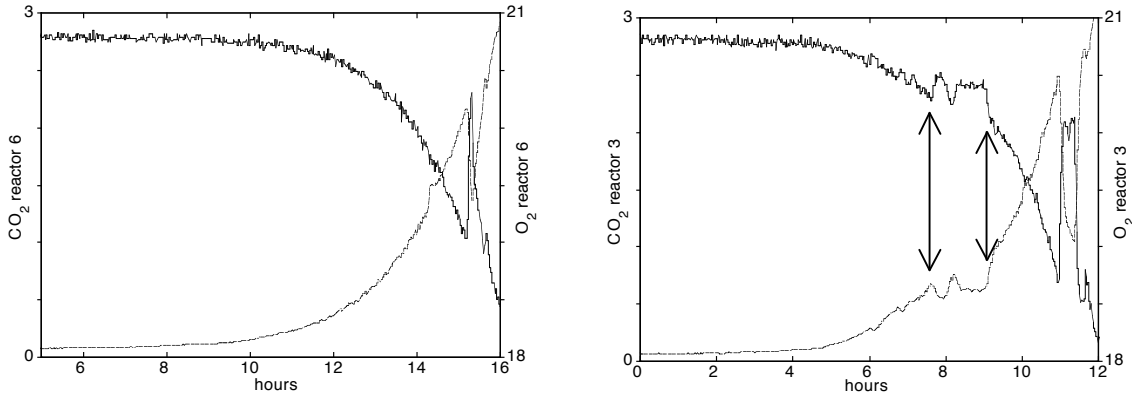 3
21
CO2 reactor 6
O2 reactor 6
0
18
6 8 10 12 14 16
hours
3
21
CO2 reactor 3
O2 reactor 3
0
18
0 2 4 6 8 10 12
hours